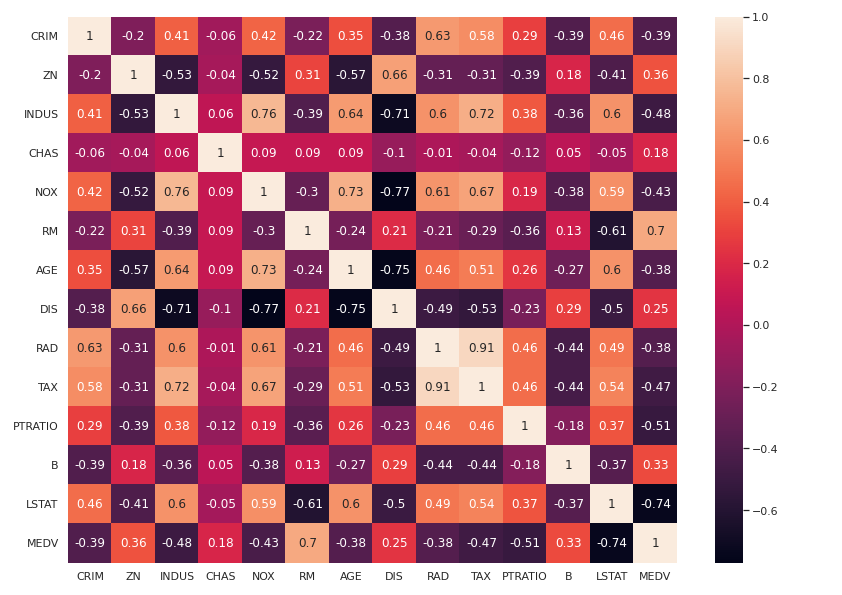 CRIM 1 -0.2 0.41 -0.06 0.42 -0.22 0.35 -0.38 0.63 0.58 0.29 -0.39 0.46 -0.39
ZN -0.2 1 -0.53 -0.04 -0.52 0.31 -0.57 0.66 -0.31 -0.31 -0.39 0.18 -0.41 0.36
INDUS 0.41 -0.53 1 0.06 0.76 -0.39 0.64 -0.71 0.6 0.72 0.38 -0.36 0.6 -0.48
CHAS -0.06 -0.04 0.06 1 0.09 0.09 0.09 -0.1 -0.01 -0.04 -0.12 0.05 -0.05 0.18
NOX 0.42 -0.52 0.76 0.09 1 -0.3 0.73 -0.77 0.61 0.67 0.19 -0.38 0.59 -0.43
RM -0.22 0.31 -0.39 0.09 -0.3 1 -0.24 0.21 -0.21 -0.29 -0.36 0.13 -0.61 0.7
AGE 0.35 -0.57 0.64 0.09 0.73 -0.24 1 -0.75 0.46 0.51 0.26 -0.27 0.6 -0.38
DIS -0.38 0.66 -0.71 -0.1 -0.77 0.21 -0.75 1 -0.49 -0.53 -0.23 0.29 -0.5 0.25
RAD 0.63 -0.31 0.6 -0.01 0.61 -0.21 0.46 -0.49 1 0.91 0.46 -0.44 0.49 -0.38
TAX 0.58 -0.31 0.72 -0.04 0.67 -0.29 0.51 -0.53 0.91 1 0.46 -0.44 0.54 -0.47
PTRATIO 0.29 -0.39 0.38 -0.12 0.19 -0.36 0.26 -0.23 0.46 0.46 1 -0.18 0.37 -0.51
B -0.39 0.18 -0.36 0.05 -0.38 0.13 -0.27 0.29 -0.44 -0.44 -0.18 1 -0.37 0.33
LSTAT 0.46 -0.41 0.6 -0.05 0.59 -0.61 0.6 -0.5 0.49 0.54 0.37 -0.37 1 -0.74
MEDV -0.39 0.36 -0.48 0.18 -0.43 0.7 -0.38 0.25 -0.38 -0.47 -0.51 0.33 -0.74 1
CRIM ZN INDUS CHAS NOX RM AGE DIS RAD TAX PTRATIO B LSTAT MEDV
1.0
0.8
0.6
0.4
0.2
0.0
−0.2
−0.4
−0.6